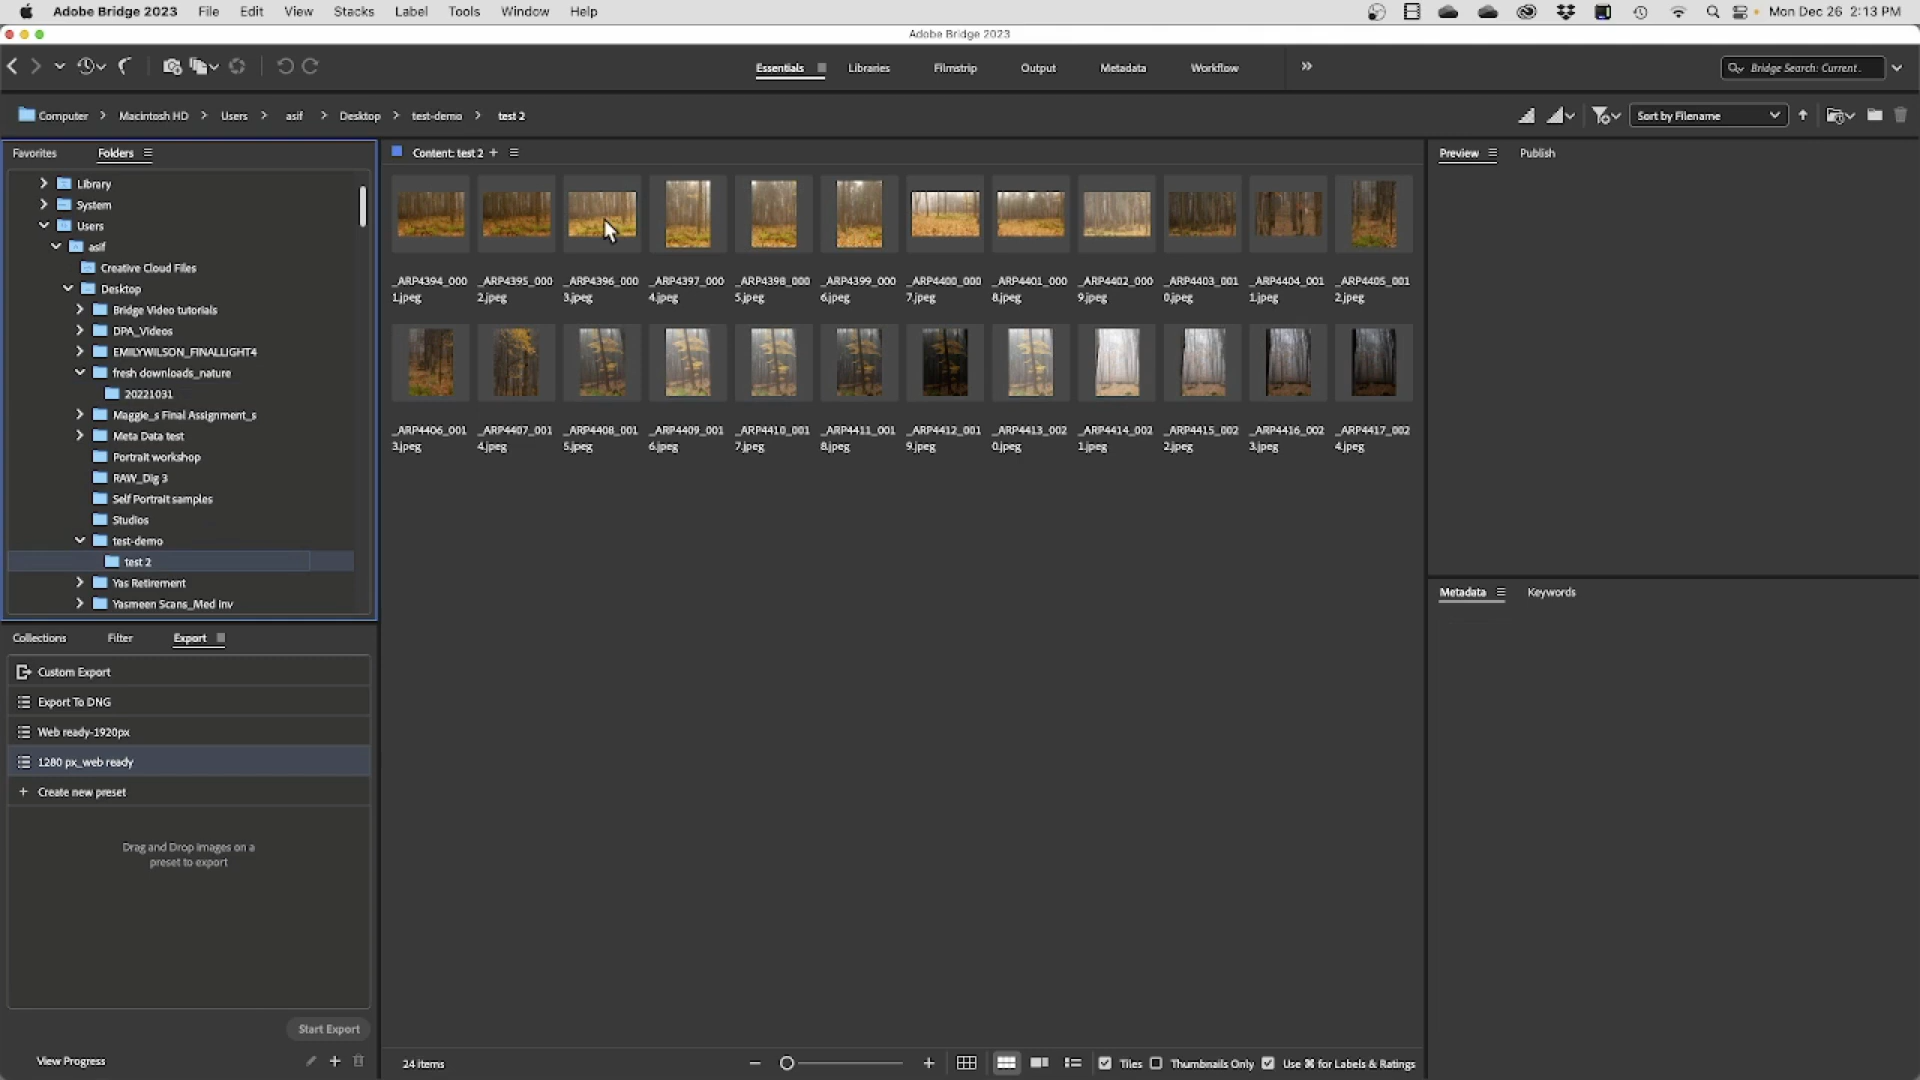 Adobe Bridge 2023 File Edit View Stacks Label Tools Window Help Mon Dec 26 2:13 PM
Adobe Bridge 2023
Essentials Libraries Filmstrip Output Metadata Workflow Bridge Search: Current.
Computer Macintosh HD Users asif Desktop test-demo test 2 Sort by Filename
Favorites Folders
Library
System
Users
asif
Creative Cloud Files
Desktop
Bridge Video tutorials
DPA_Videos
EMILYWILSON_FINALLIGHT4
fresh downloads_nature
20221031
Maggie_s Final Assignment_s
Meta Data test
Portrait workshop
RAW_Dig 3
Self Portrait samples
Studios
test-demo
test 2
Yas Retirement
Yasmeen Scans_Med Inv
Collections Filter Export
Custom Export
Export To DNG
Web ready-1920px
1280 px_web ready
Create new preset
Drag and Drop images on a
preset to export
Start Export
View Progress
Content: test 2
_ARP4394_000 _ARP4395_000 _ARP4396_000 _ARP4397_000 _ARP4398_000 _ARP4399_000 _ARP4400_000 _ARP4401_000 _ARP4402_000 _ARP4403_001 _ARP4404_001 _ARP4405_001
1.jpeg 2.jpeg 3.jpeg 4.jpeg 5.jpeg 6.jpeg 7.jpeg 8.jpeg 9.jpeg 0.jpeg 1.jpeg 2.jpeg
_ARP4406_001 _ARP4407_001 _ARP4408_001 _ARP4409_001 _ARP4410_001 _ARP4411_001 _ARP4412_001 _ARP4413_002 _ARP4414_002 _ARP4415_002 _ARP4416_002 _ARP4417_002
3.jpeg 4.jpeg 5.jpeg 6.jpeg 7.jpeg 8.jpeg 9.jpeg 0.jpeg 1.jpeg 2.jpeg 3.jpeg 4.jpeg
24 items Tiles Thumbnails Only Use ⌘ for Labels & Ratings
Preview Publish
Metadata Keywords